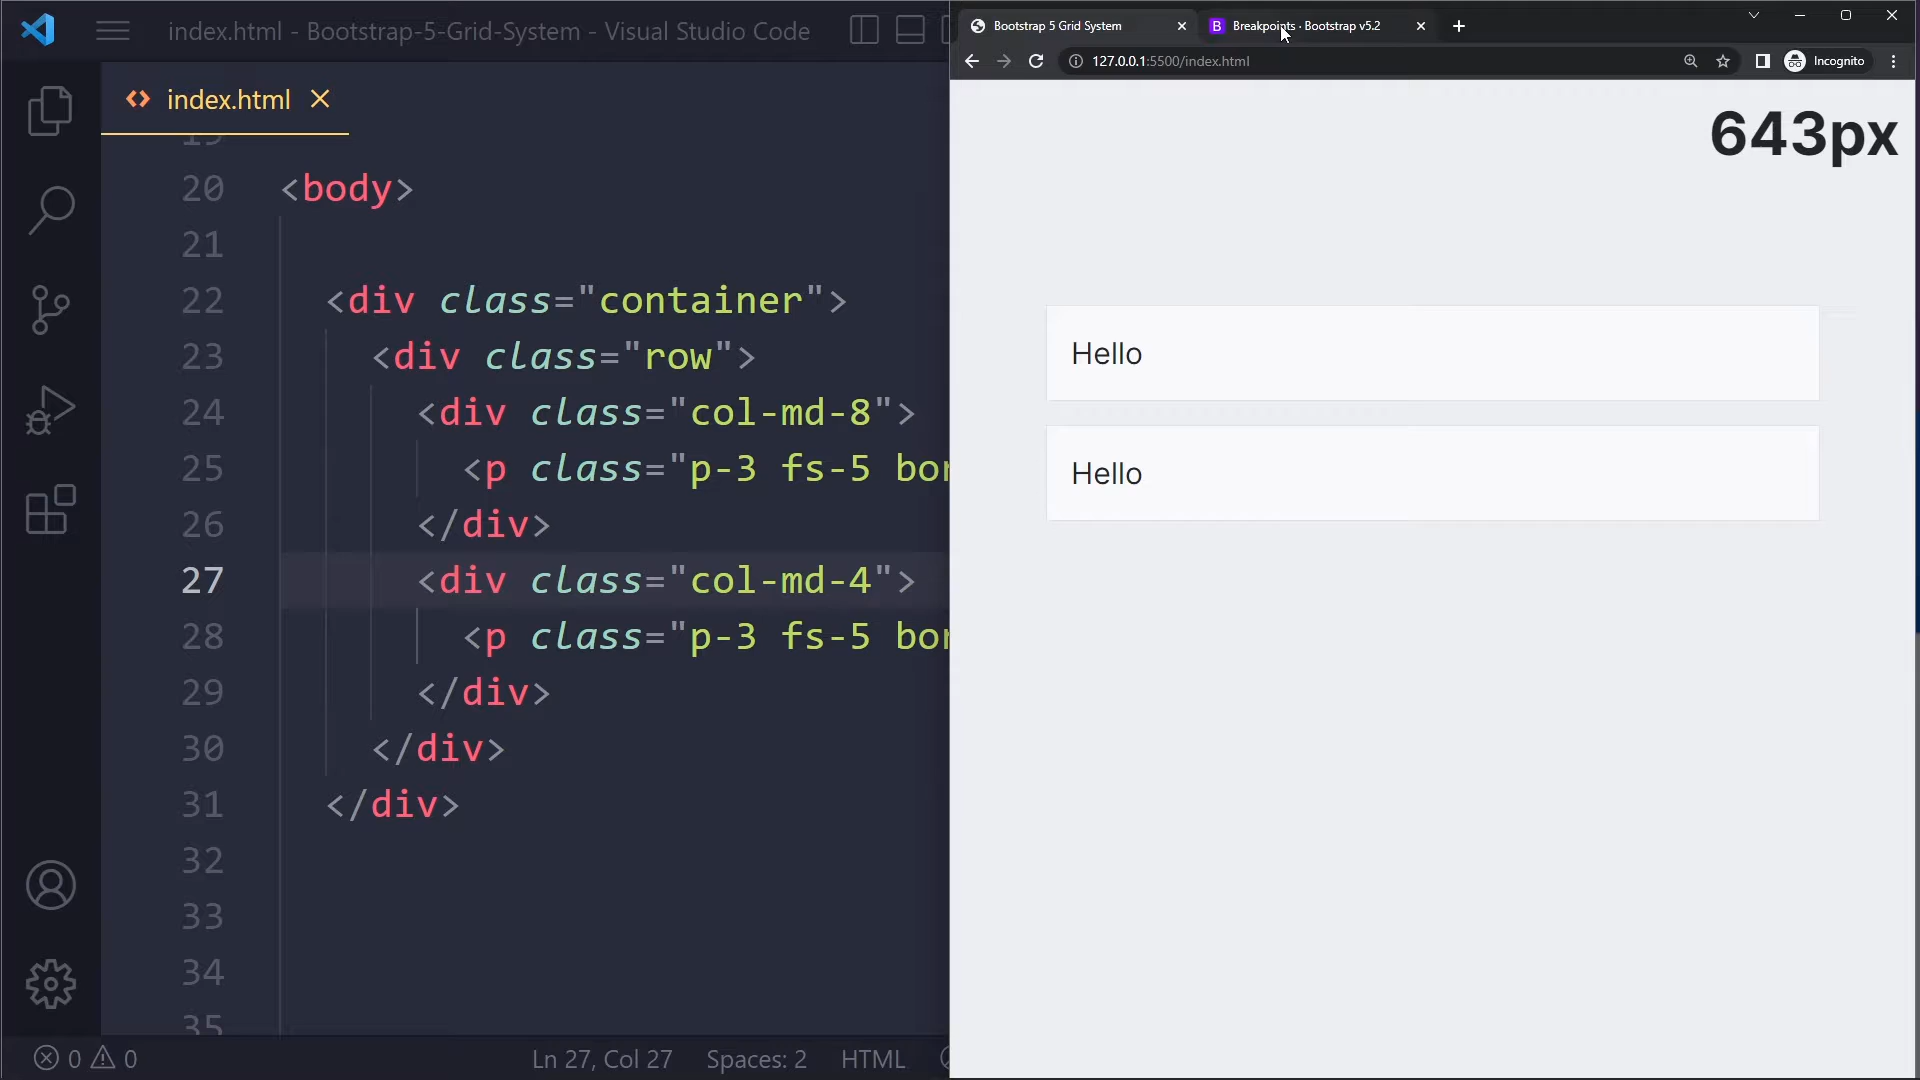 index.html - Bootstrap-5-Grid-System - Visual Studio Code
index.html
19
20 <body>
21
22 <div class="container">
23 <div class="row">
24 <div class="col-md-8">
25 <p class="p-3 fs-5 bor
26 </div>
27 <div class="col-md-4">
28 <p class="p-3 fs-5 bor
29 </div>
30 </div>
31 </div>
32
33
34
35
0 0
Ln 27, Col 27 Spaces: 2 HTML
Bootstrap 5 Grid System
B Breakpoints · Bootstrap v5.2
127.0.0.1:5500/index.html
Incognito
643px
Hello
Hello